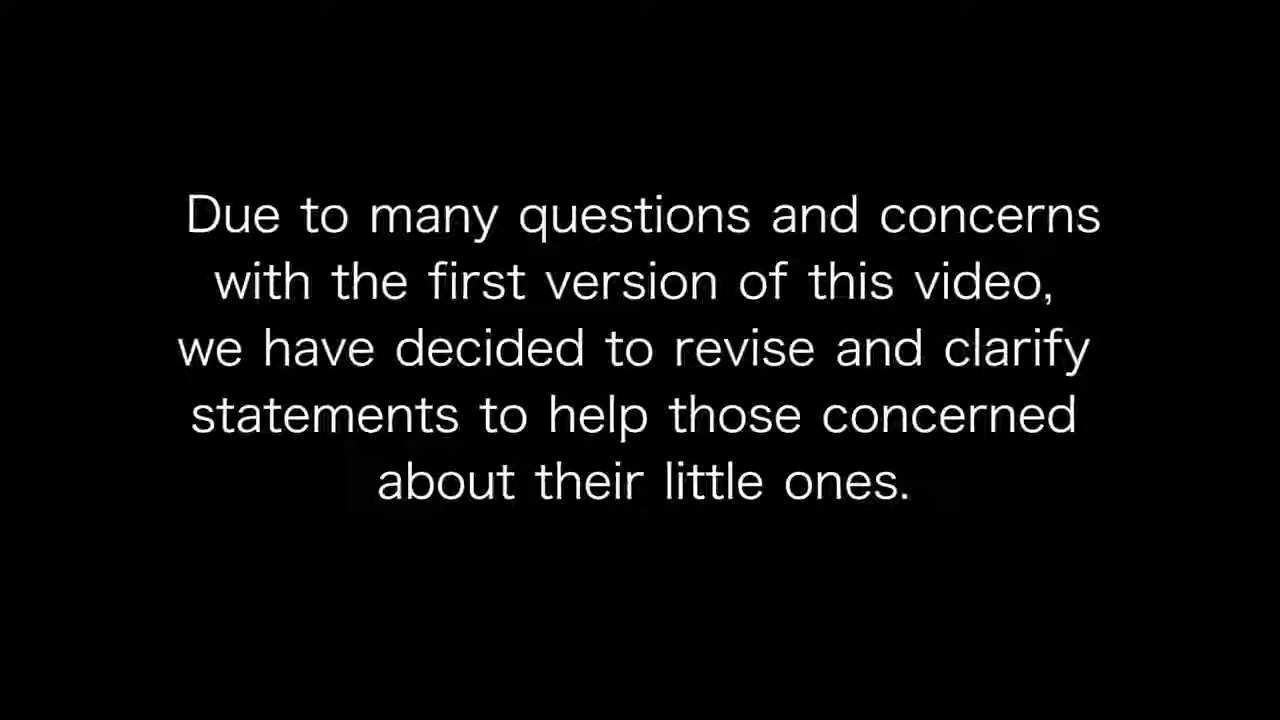 Due to many questions and concerns
with the first version of this video,
we have decided to revise and clarify
statements to help those concerned
about their little ones.